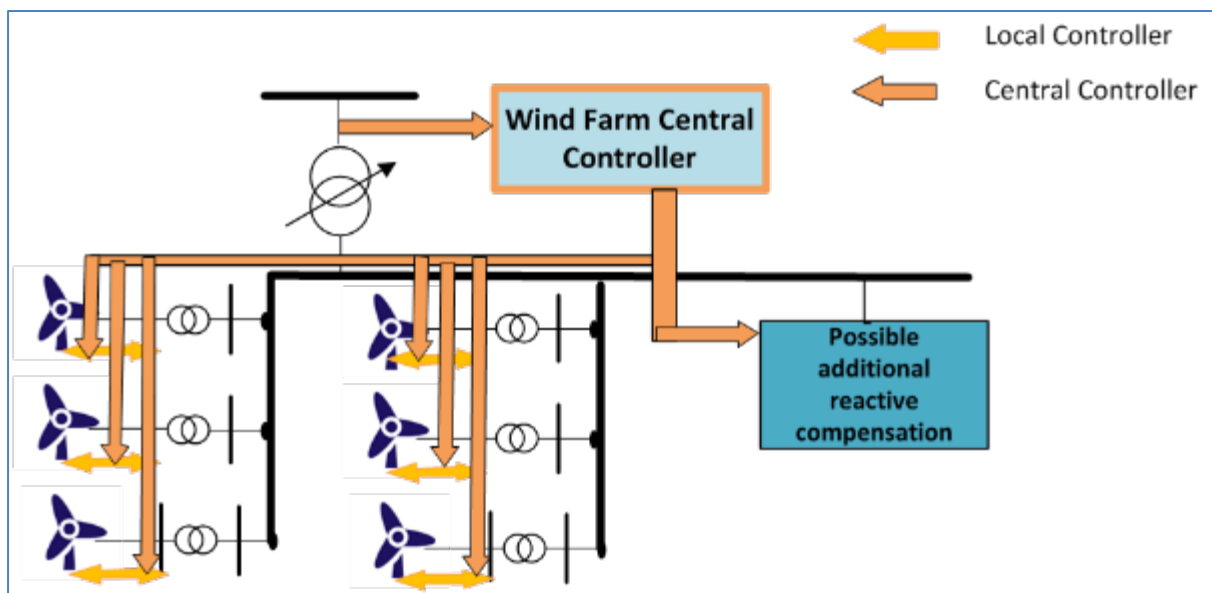 Local Controller
Central Controller
Wind Farm Central
Controller
Possible
additional
reactive
compensation